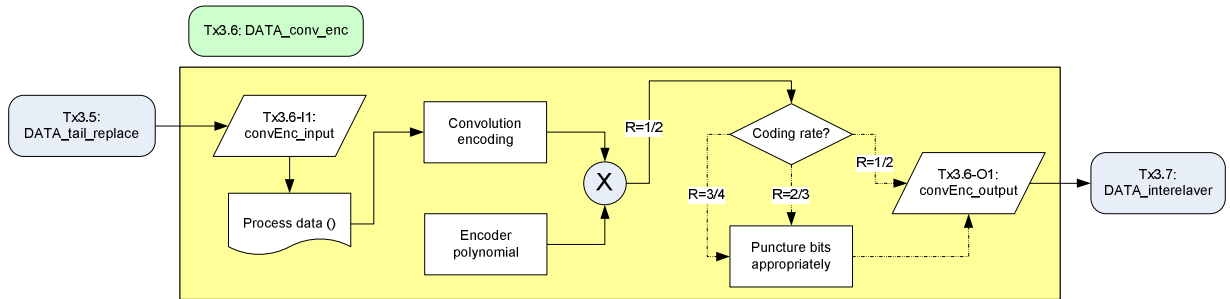 Tx3.6: DATA_conv_enc
Tx3.5:
DATA_tail_replace
Tx3.6-I1:
convEnc_input
Process data ()
Convolution
encoding
Encoder
polynomial
X
R=1/2
Coding rate?
R=1/2
R=3/4
R=2/3
Puncture bits
appropriately
Tx3.6-O1:
convEnc_output
Tx3.7:
DATA_interelaver